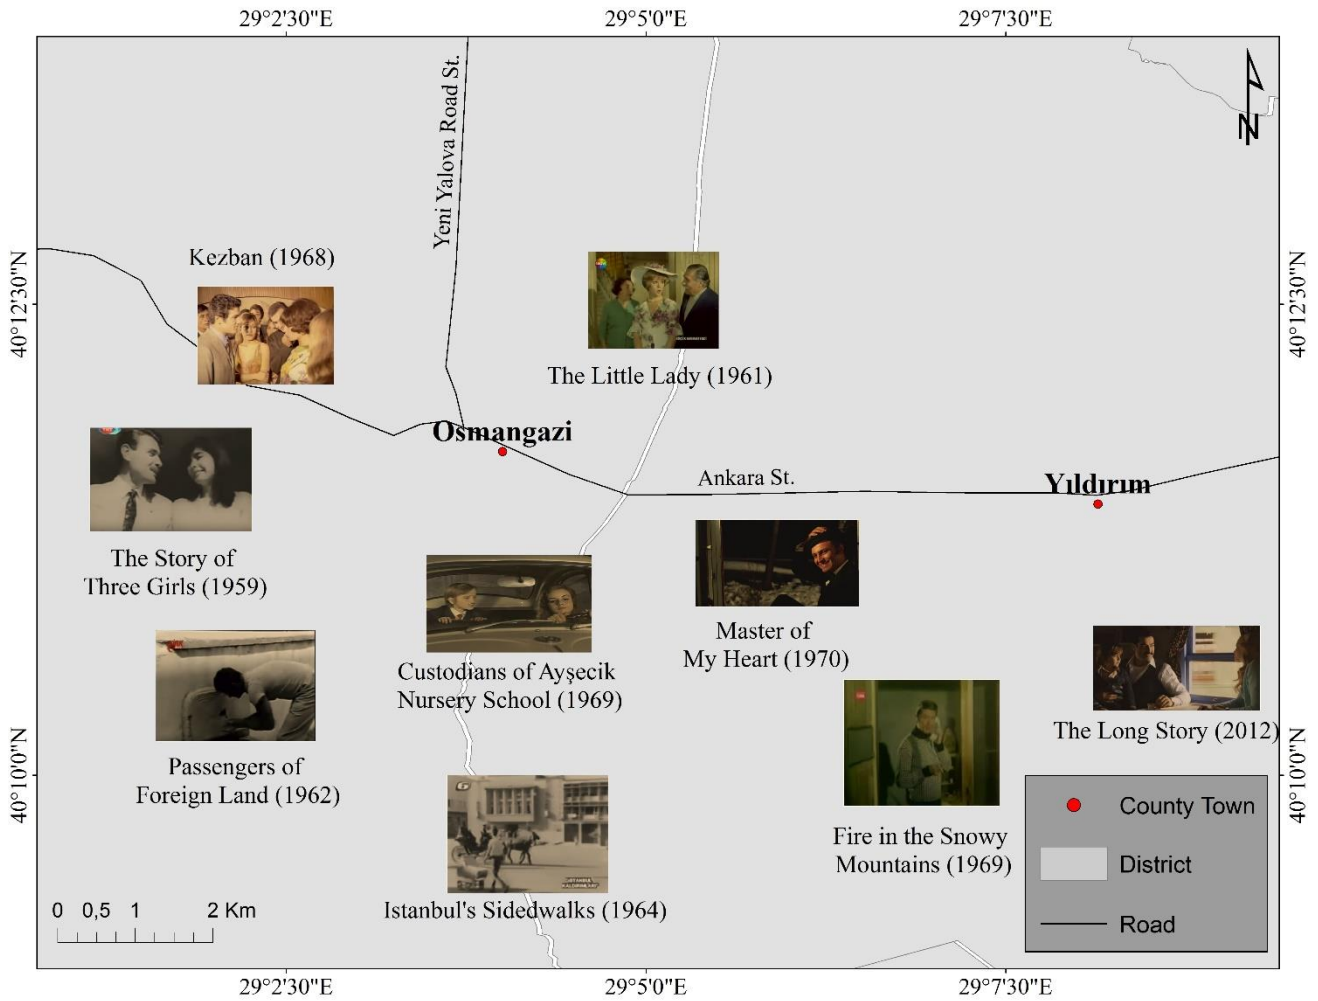 29°2'30"E
29°5'0"E
29°7'30"E
Yeni Yalova Road St.
N
Kezban (1968)
40°12'30"N
40°12'30"N
The Little Lady (1961)
Osmangazi
Ankara St.
Yıldırım
The Story of
Three Girls (1959)
Master of
My Heart (1970)
Custodians of Ayşecik
Nursery School (1969)
The Long Story (2012)
Passengers of
Foreign Land (1962)
40°10'0"N
40°10'0"N
Fire in the Snowy
Mountains (1969)
Istanbul's Sidedwalks (1964)
County Town
District
Road
0 0,5 1 2 Km
29°2'30"E
29°5'0"E
29°7'30"E